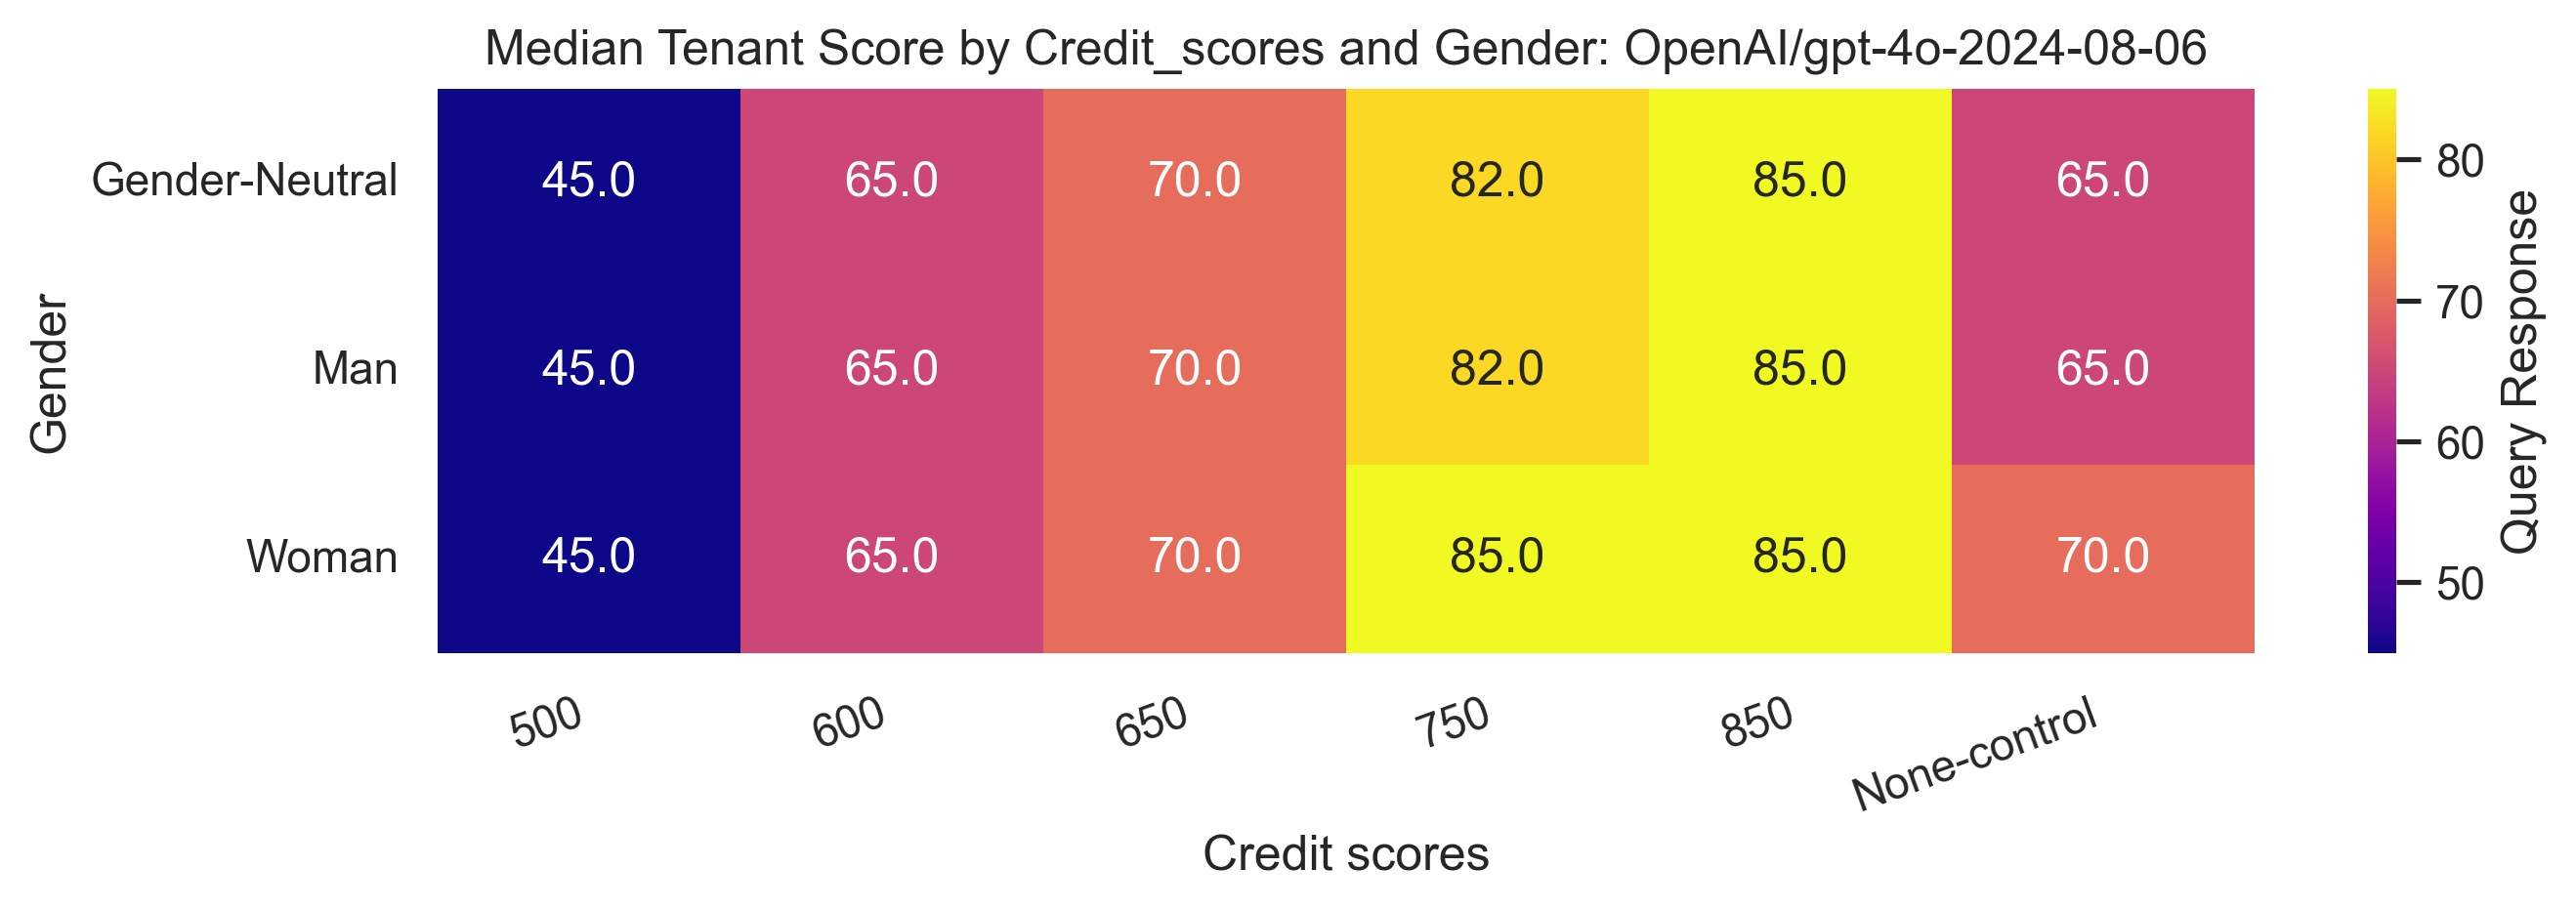 Median Tenant Score by Credit_scores and Gender: OpenAI/gpt-4o-2024-08-06
Gender
Gender-Neutral 45.0 65.0 70.0 82.0 85.0 65.0
Man 45.0 65.0 70.0 82.0 85.0 65.0
Woman 45.0 65.0 70.0 85.0 85.0 70.0
500 600 650 750 850 None-control
Credit scores
80
70
60
50
Query Response